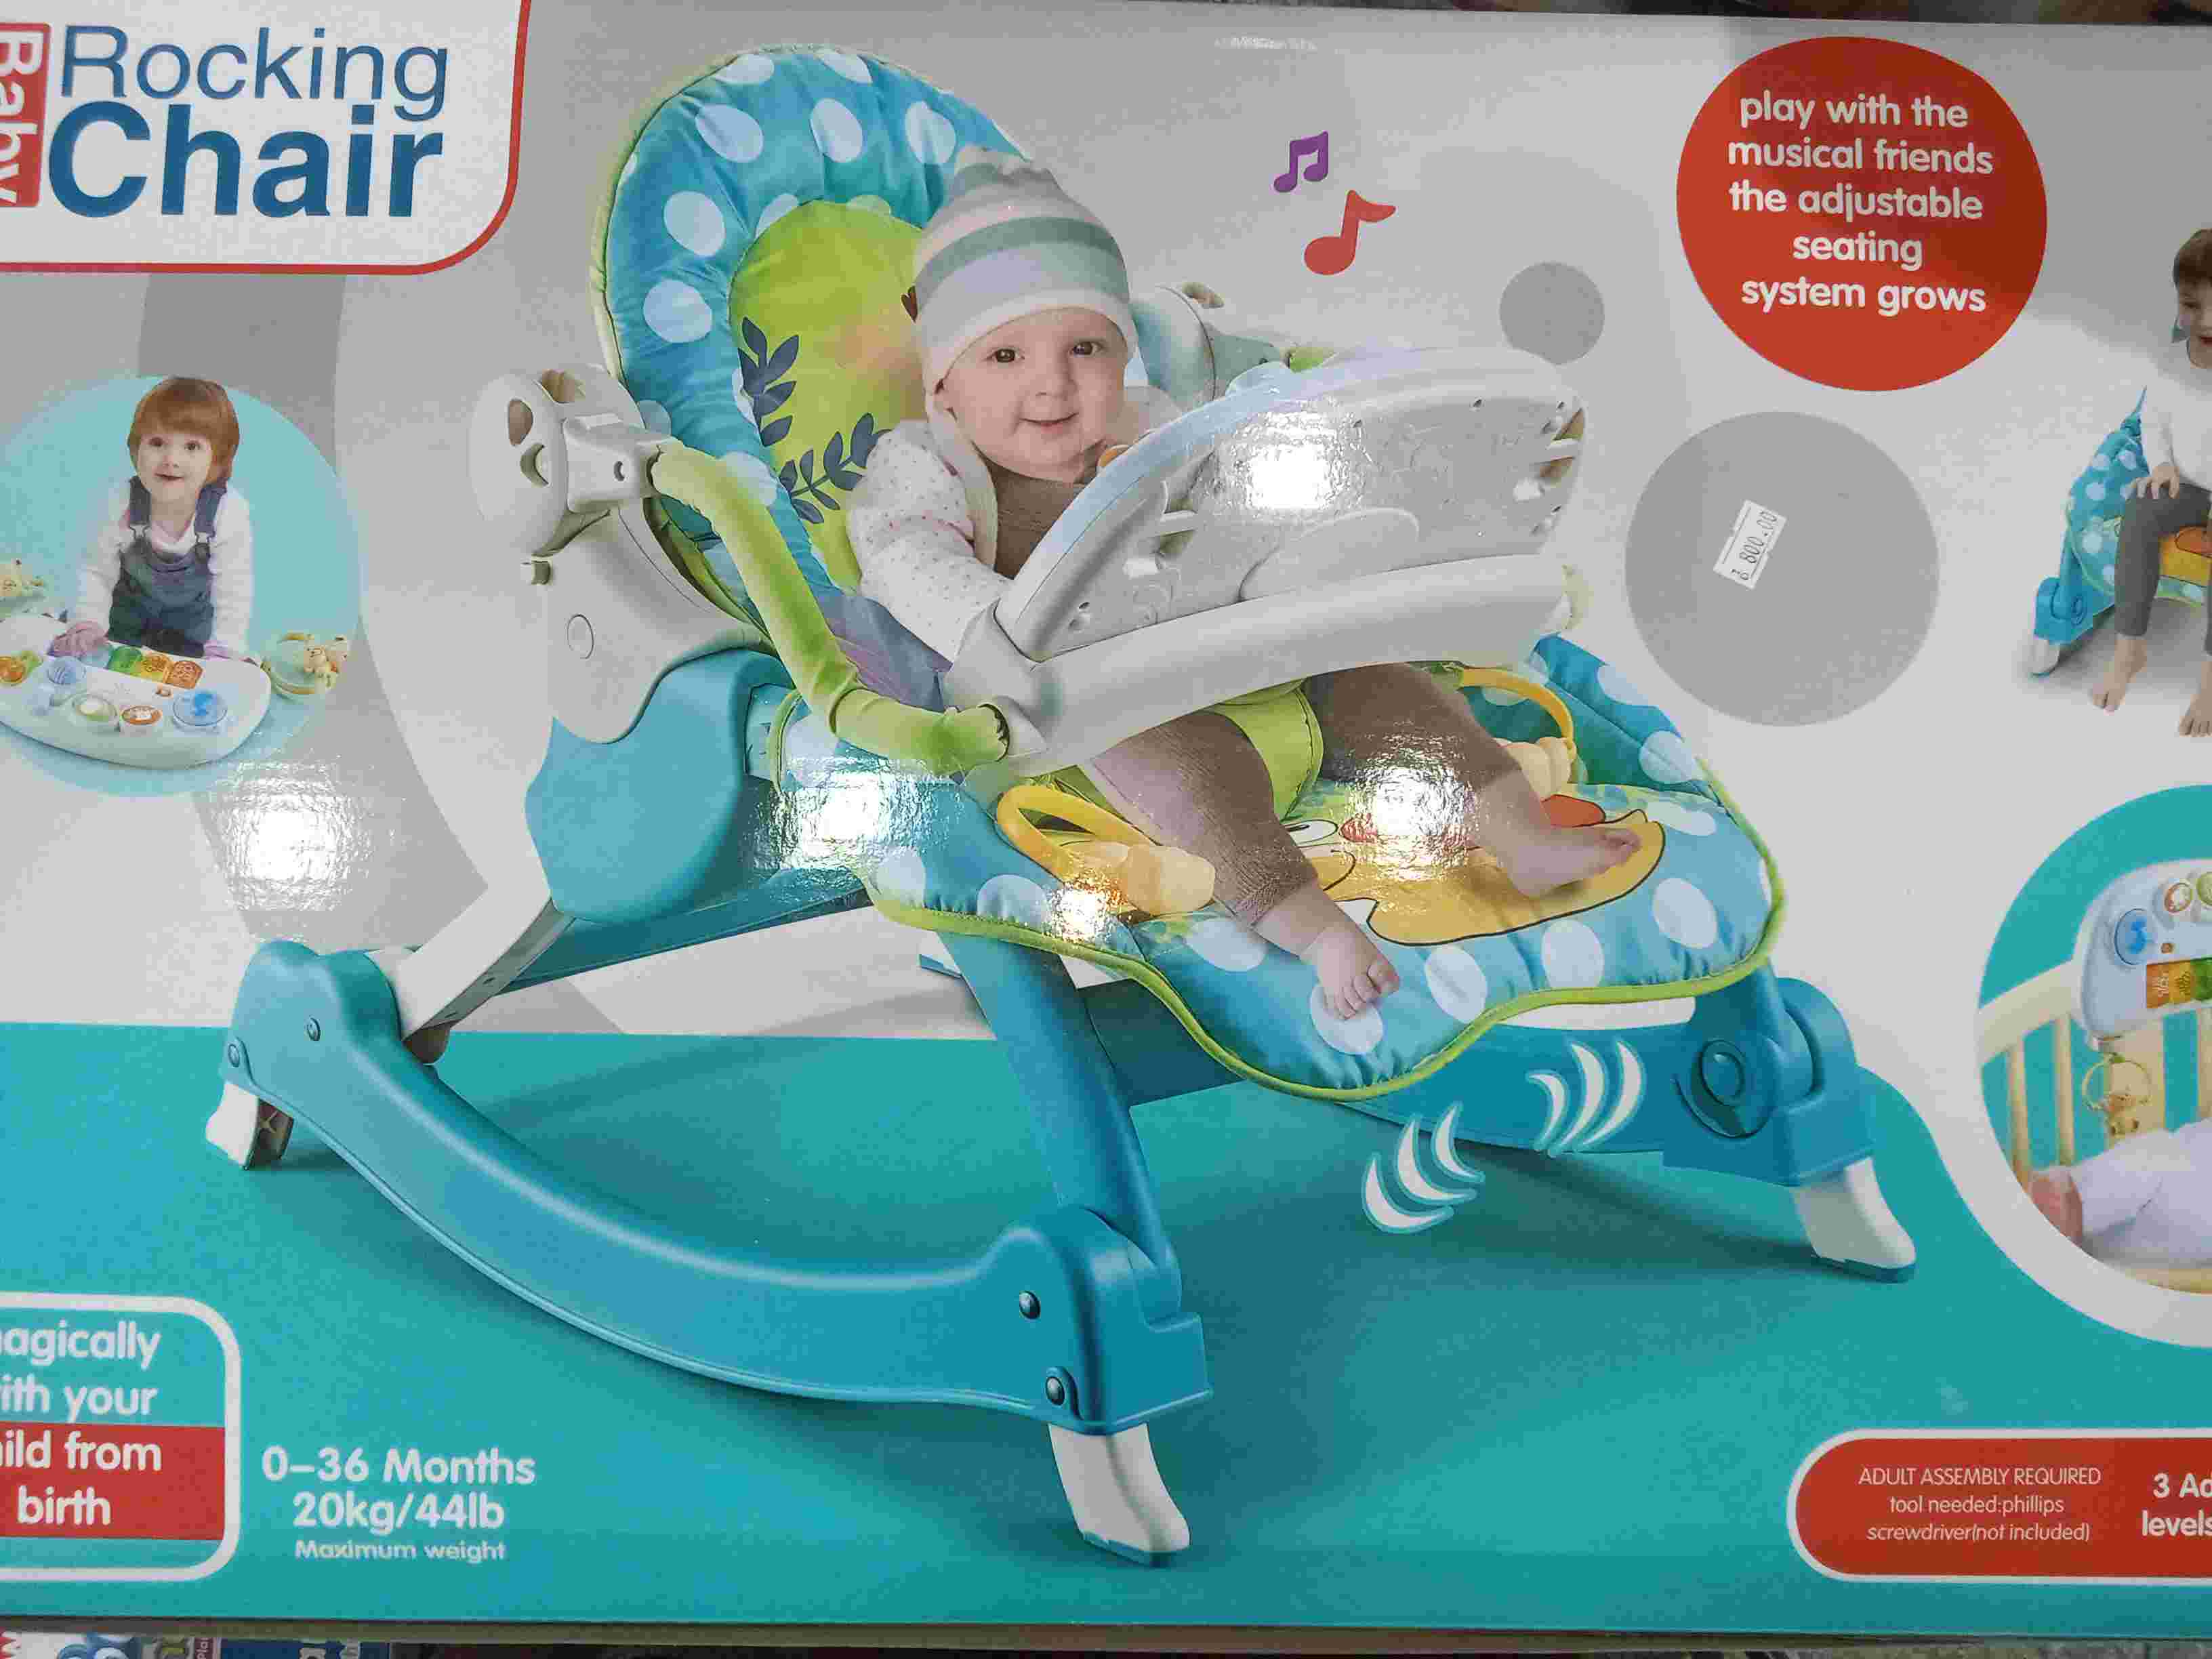 Baby
Rocking
Chair
play with the
musical friends
the adjustable
seating
system grows
800.00
agically
ith your
ild from
birth
0-36 Months
20kg/44lb
Maximum weight
ADULT ASSEMBLY REQUIRED
tool needed:phillips
screwdriver(not included)
3 Ad
levels